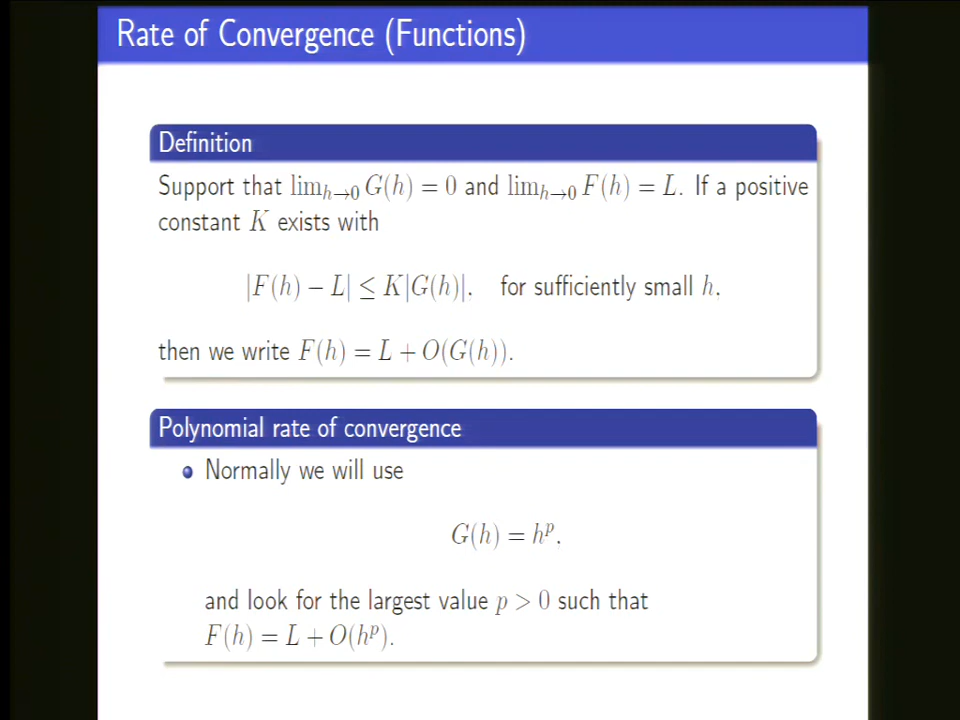 Rate of Convergence (Functions)
Definition
Support that lim_{h→0} G(h) = 0 and lim_{h→0} F(h) = L. If a positive
constant K exists with
|F(h) − L| ≤ K|G(h)|, for sufficiently small h,
then we write F(h) = L + O(G(h)).
Polynomial rate of convergence
Normally we will use
G(h) = h^p,
and look for the largest value p > 0 such that
F(h) = L + O(h^p).